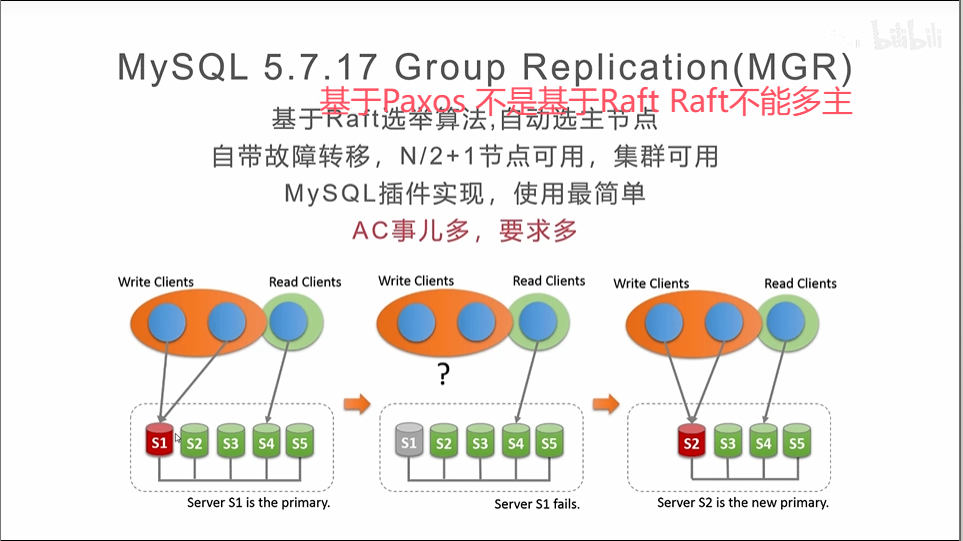 bilibili
MySQL 5.7.17 Group Replication(MGR)
基于Paxos 不是基于Raft Raft不能多主
基于Raft选举算法,自动选主节点
自带故障转移，N/2+1节点可用，集群可用
MySQL插件实现，使用最简单
AC事儿多，要求多
Write Clients Read Clients
Write Clients Read Clients
Write Clients Read Clients
?
S1 S2 S3 S4 S5
S1 S2 S3 S4 S5
S2 S3 S4 S5
Server S1 is the primary.
Server S1 fails.
Server S2 is the new primary.